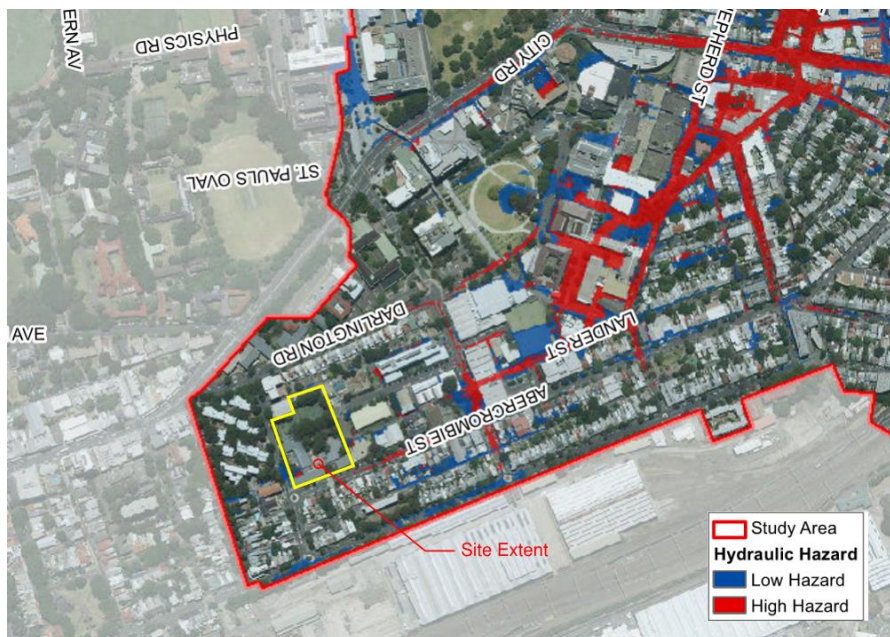 ERN AV
PHYSICS RD
CITY RD
EPHERD ST
ST. PAULS OVAL
AVE
DARLINGTON RD
LANDER ST
ABERCROMBIE ST
Site Extent
Study Area
Hydraulic Hazard
Low Hazard
High Hazard